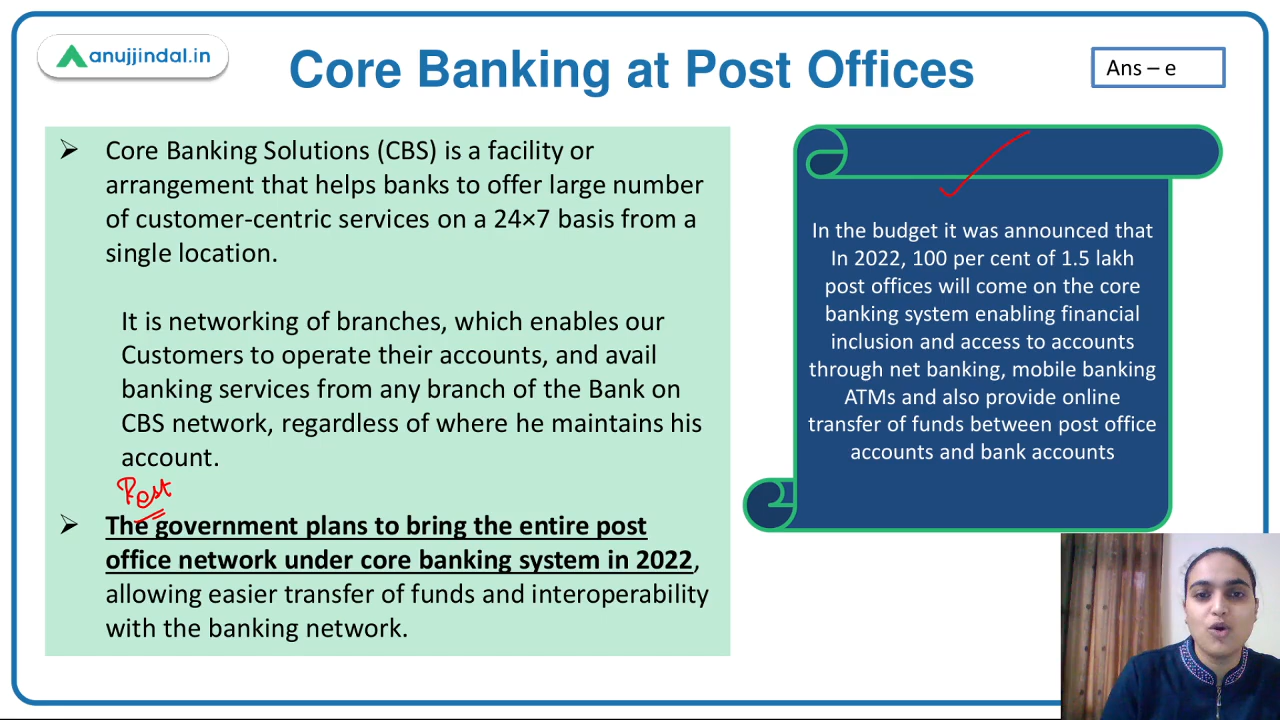 anujjindal.in
Core Banking at Post Offices
Ans – e
➢ Core Banking Solutions (CBS) is a facility or
arrangement that helps banks to offer large number
of customer-centric services on a 24×7 basis from a
single location.
It is networking of branches, which enables our
Customers to operate their accounts, and avail
banking services from any branch of the Bank on
CBS network, regardless of where he maintains his
account.
Post
➢ The government plans to bring the entire post
office network under core banking system in 2022,
allowing easier transfer of funds and interoperability
with the banking network.
In the budget it was announced that
In 2022, 100 per cent of 1.5 lakh
post offices will come on the core
banking system enabling financial
inclusion and access to accounts
through net banking, mobile banking
ATMs and also provide online
transfer of funds between post office
accounts and bank accounts